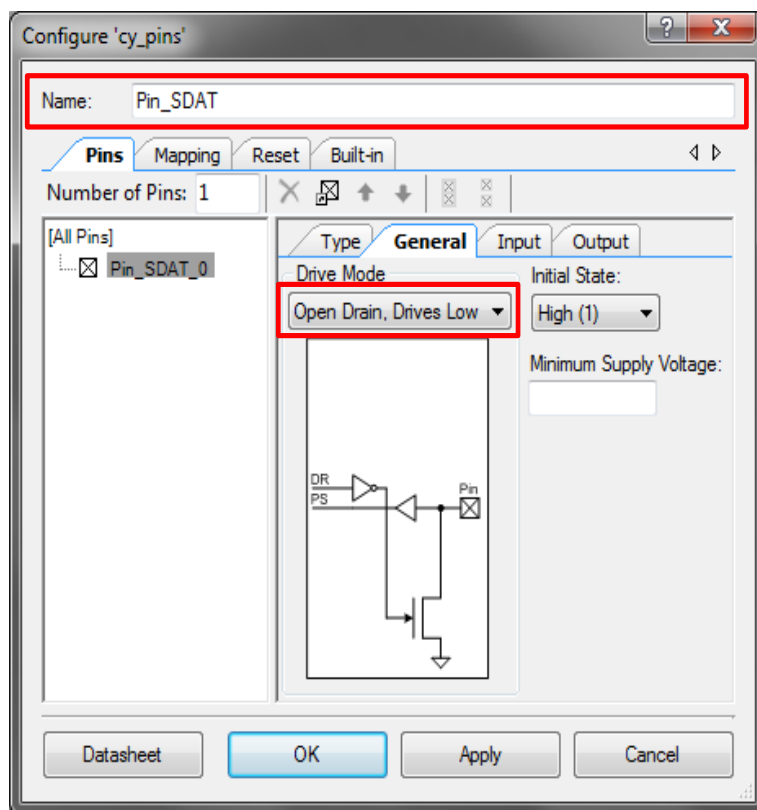 Configure 'cy_pins'
Name: Pin_SDAT
Pins Mapping Reset Built-in
Number of Pins: 1
[All Pins]
Pin_SDAT_0
Type General Input Output
Drive Mode
Open Drain, Drives Low
Initial State:
High (1)
Minimum Supply Voltage:
DR
PS
Pin
Datasheet OK Apply Cancel